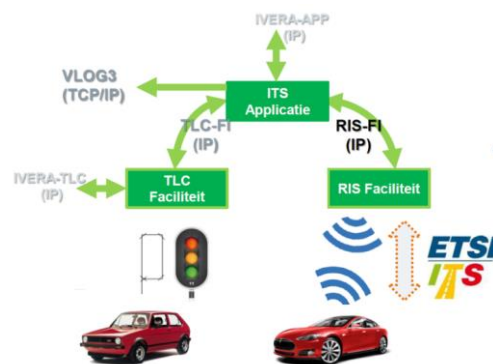 IVERA-APP
(IP)
VLOG3
(TCP/IP)
ITS
Applicatie
TLC-FI
(IP)
RIS-FI
(IP)
IVERA-TLC
(IP)
TLC
Faciliteit
RIS Faciliteit
ETSI
ITS